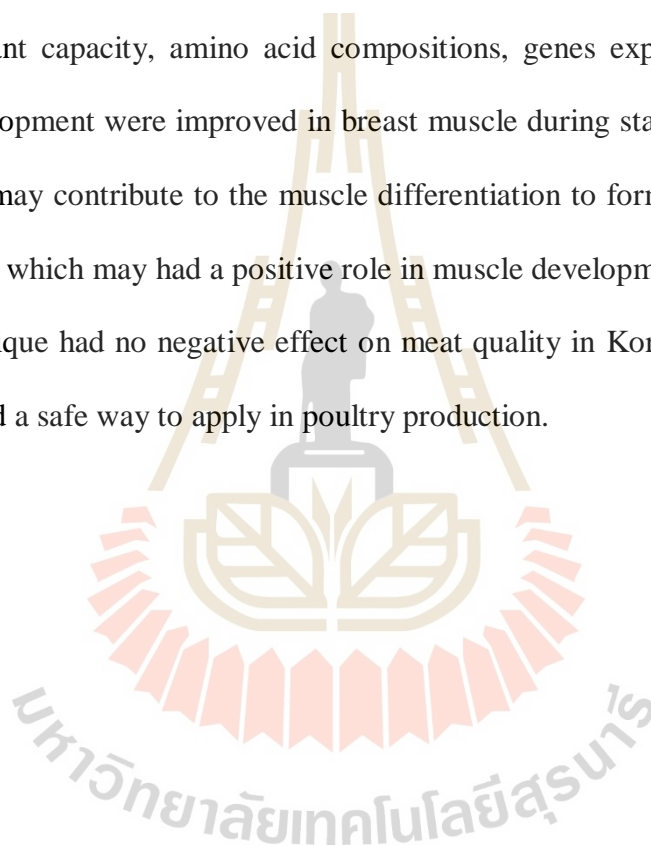 nt capacity, amino acid compositions, genes exp
lopment were improved in breast muscle during sta
may contribute to the muscle differentiation to for
which may had a positive role in muscle developm
ique had no negative effect on meat quality in Kor
d a safe way to apply in poultry production.
มหาวิทยาลัยเทคโนโลยีสุรนารี